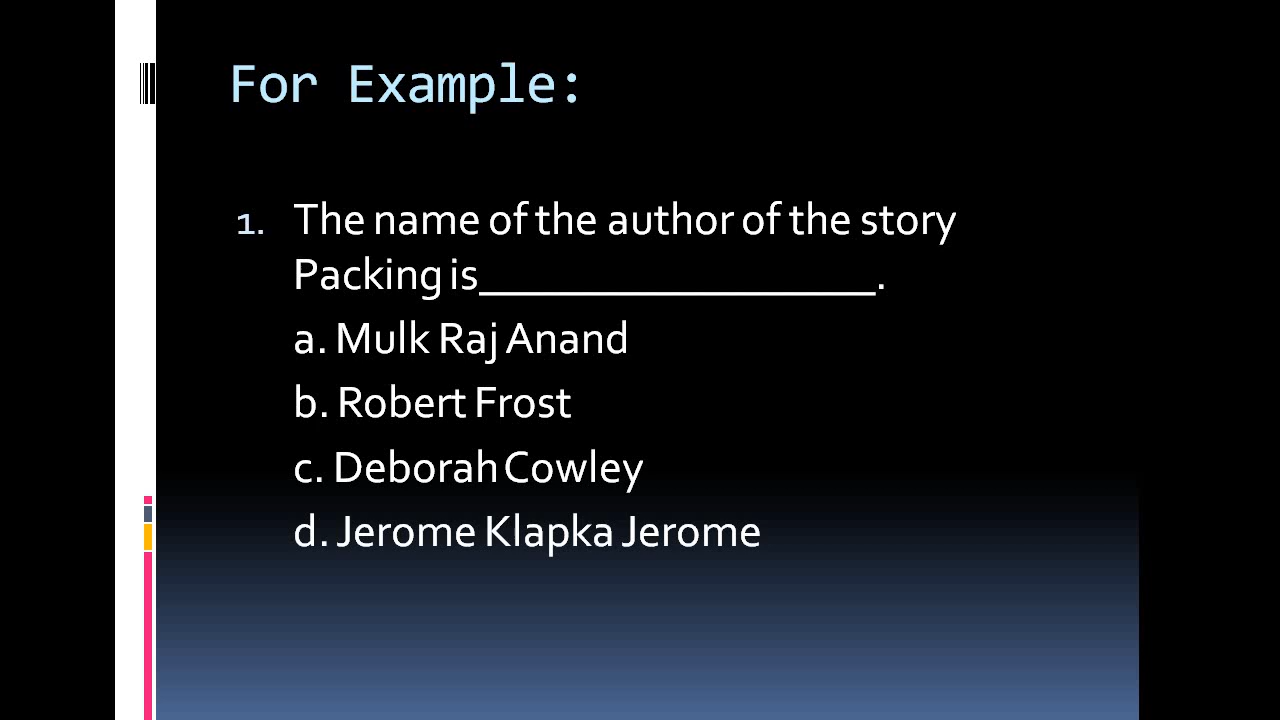 For Example:
1. The name of the author of the story
Packing is__________________.
a. Mulk Raj Anand
b. Robert Frost
c. Deborah Cowley
d. Jerome Klapka Jerome